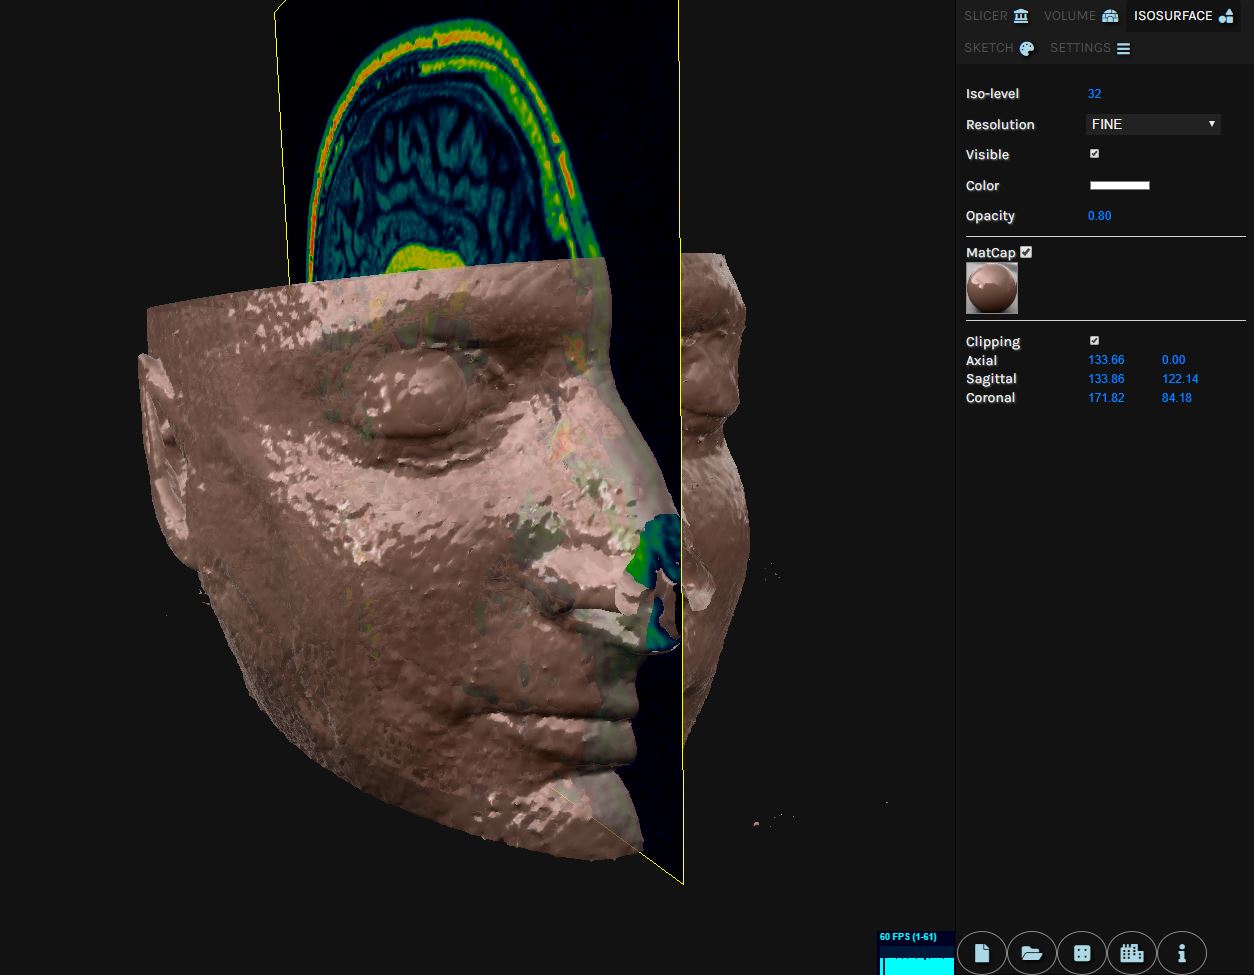 SLICER VOLUME ISOSURFACE
SKETCH SETTINGS
Iso-level 32
Resolution FINE
Visible
Color
Opacity 0.80
MatCap
Clipping
Axial 133.66 0.00
Sagittal 133.86 122.14
Coronal 171.82 84.18
60 FPS (1-61)